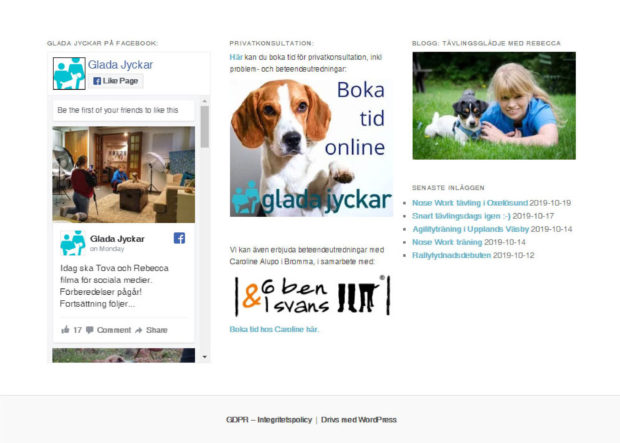 GLADA JYCKAR PÅ FACEBOOK:
Glada Jyckar
Like Page
Be the first of your friends to like this
Glada Jyckar
on Monday
Idag ska Tova och Rebecca
filma för sociala medier.
Förberedelser pågår!
Fortsättning följer...
17 Comment Share
PRIVATKONSULTATION:
Här kan du boka tid för privatkonsultation, inkl
problem- och beteendeutredningar:
Boka
tid
online
glada jyckar
Vi kan även erbjuda beteendeutredningar med
Caroline Alupo i Bromma, i samarbete med:
|&6 ben
1 svans|
Boka tid hos Caroline här.
BLOGG: TÄVLINGSGLÄDJE MED REBECCA
SENASTE INLÄGGEN
Nose Work tävling i Oxelösund 2019-10-19
Snart tävlingsdags igen :-) 2019-10-17
Agilityträning i Upplands Väsby 2019-10-14
Nose Work träning 2019-10-14
Rallylydnadsdebuten 2019-10-12
GDPR – Integritetspolicy | Drivs med WordPress